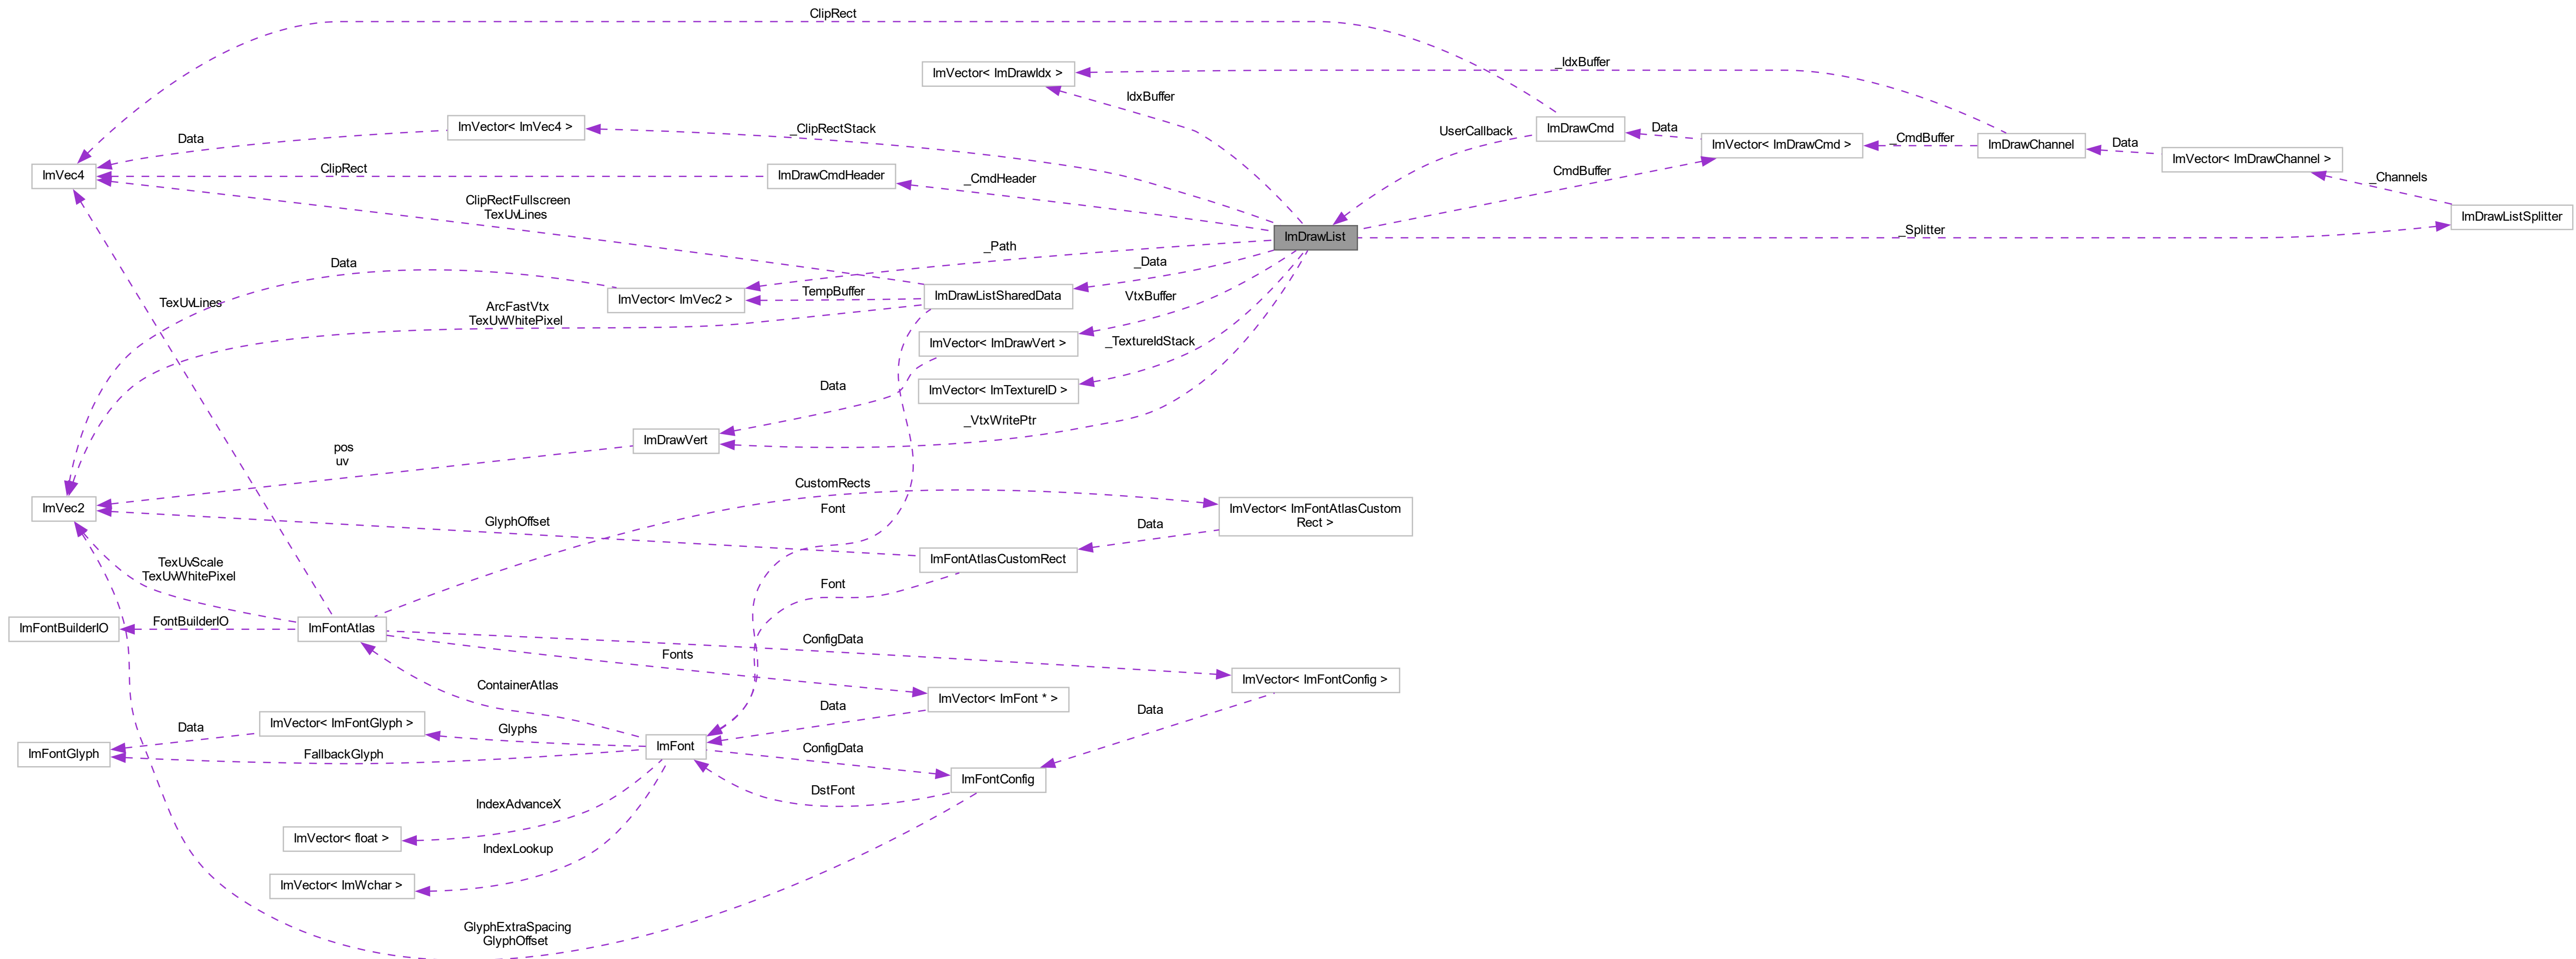 ClipRect
_IdxBuffer
ImVector< ImDrawIdx >
IdxBuffer
ImVector< ImVec4 >
_ClipRectStack
UserCallback
ImDrawCmd
Data
ImVector< ImDrawCmd >
_CmdBuffer
ImDrawChannel
Data
ImVector< ImDrawChannel >
Data
ImVec4
ClipRect
ImDrawCmdHeader
_CmdHeader
CmdBuffer
_Channels
ClipRectFullscreen
TexUvLines
ImDrawList
_Splitter
ImDrawListSplitter
_Path
Data
_Data
TexUvLines
ImVector< ImVec2 >
TempBuffer
ImDrawListSharedData
VtxBuffer
ArcFastVtx
TexUvWhitePixel
ImVector< ImDrawVert >
_TextureIdStack
Data
ImVector< ImTextureID >
_VtxWritePtr
ImDrawVert
pos
uv
CustomRects
Font
ImVec2
GlyphOffset
ImVector< ImFontAtlasCustom
Rect >
Data
ImFontAtlasCustomRect
TexUvScale
TexUvWhitePixel
Font
ImFontBuilderIO
FontBuilderIO
ImFontAtlas
ConfigData
Fonts
ContainerAtlas
ImVector< ImFontConfig >
ImVector< ImFont * >
Data
Data
Data
ImVector< ImFontGlyph >
Glyphs
ImFont
ConfigData
ImFontGlyph
FallbackGlyph
ImFontConfig
DstFont
IndexAdvanceX
ImVector< float >
IndexLookup
ImVector< ImWchar >
GlyphExtraSpacing
GlyphOffset